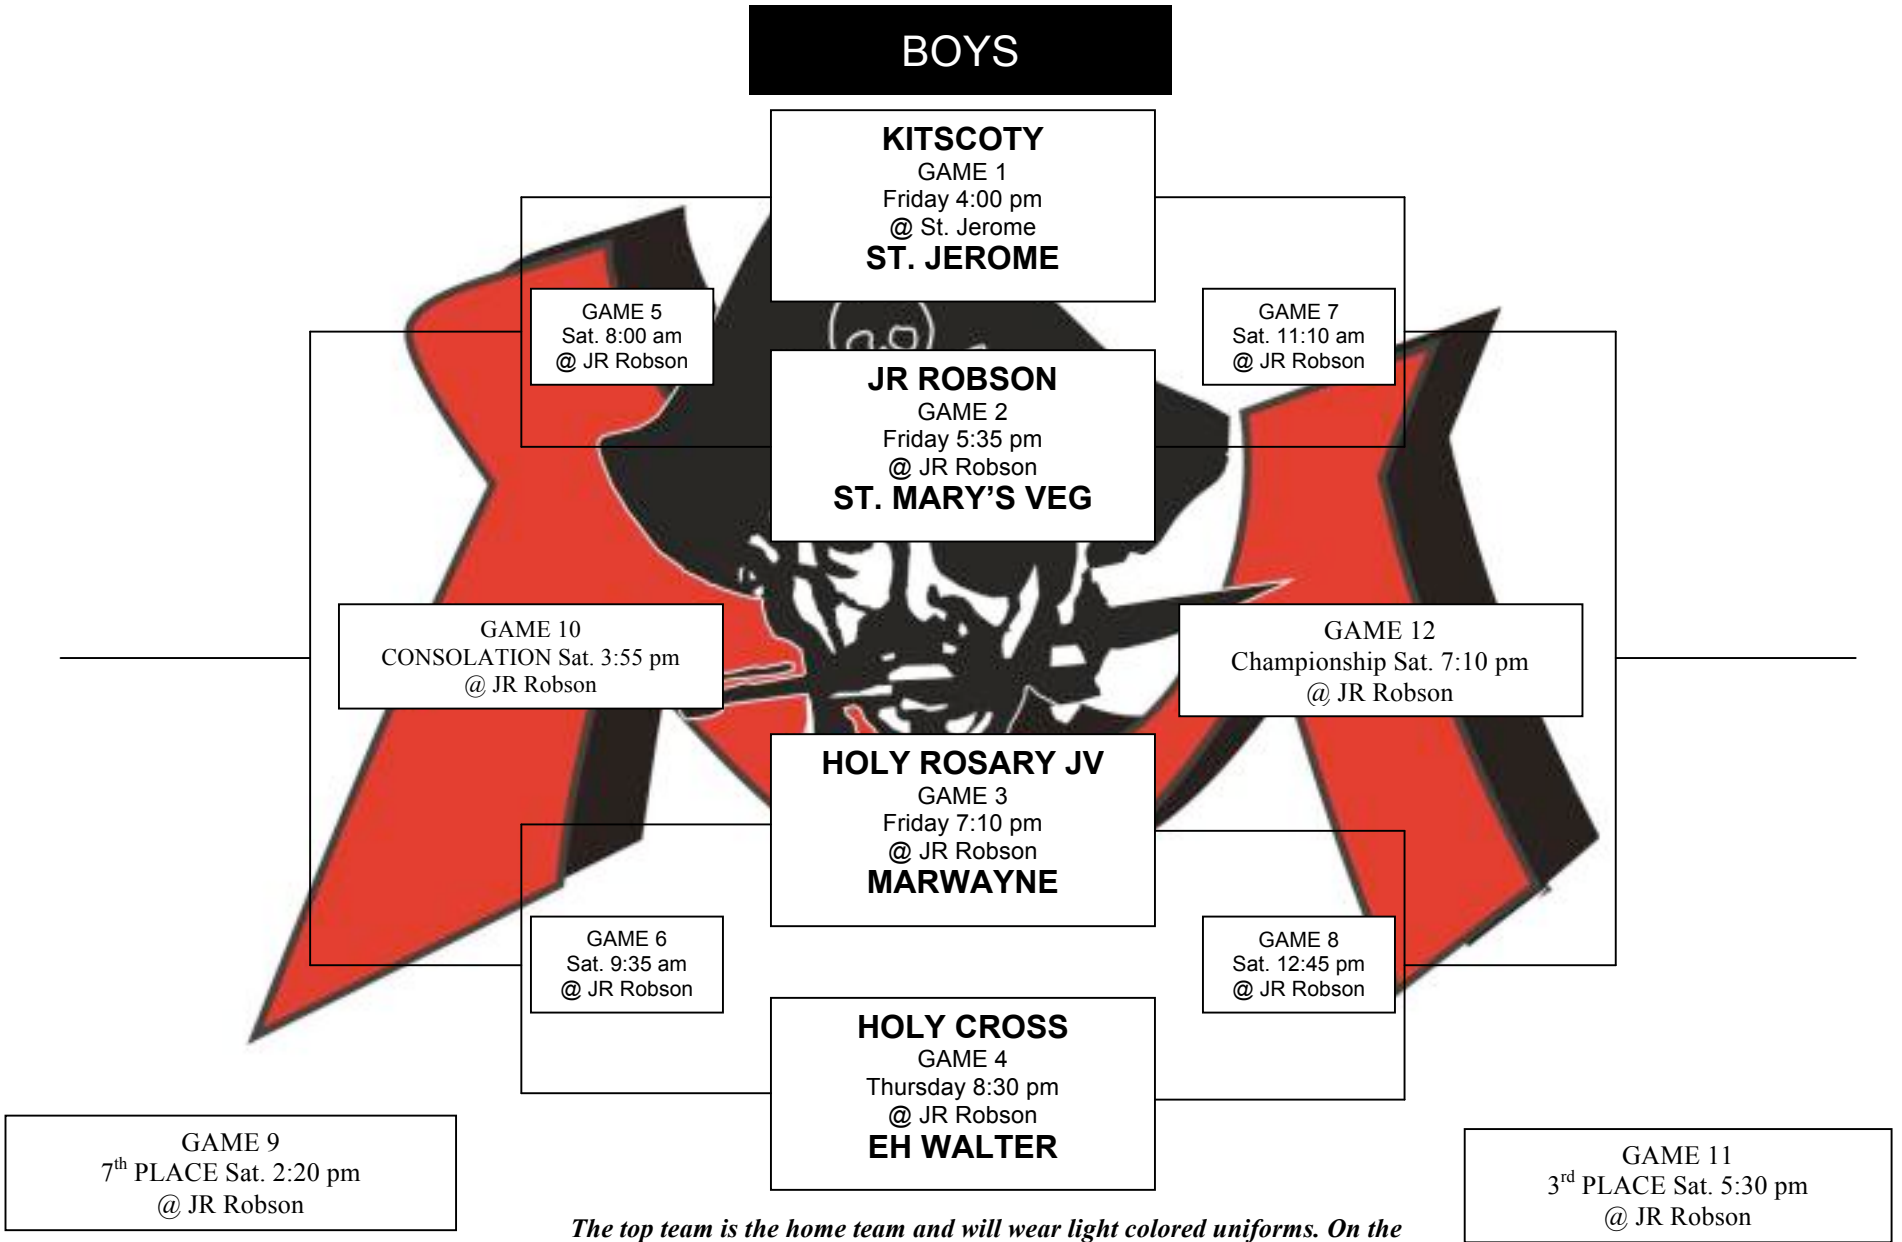 BOYS
KITSCOTY
GAME 1
Friday 4:00 pm
@ St. Jerome
ST. JEROME
GAME 5
Sat. 8:00 am
@ JR Robson
GAME 7
Sat. 11:10 am
@ JR Robson
JR ROBSON
GAME 2
Friday 5:35 pm
@ JR Robson
ST. MARY’S VEG
GAME 10
CONSOLATION Sat. 3:55 pm
@ JR Robson
GAME 12
Championship Sat. 7:10 pm
@ JR Robson
HOLY ROSARY JV
GAME 3
Friday 7:10 pm
@ JR Robson
MARWAYNE
GAME 6
Sat. 9:35 am
@ JR Robson
GAME 8
Sat. 12:45 pm
@ JR Robson
HOLY CROSS
GAME 4
Thursday 8:30 pm
@ JR Robson
EH WALTER
GAME 9
7th PLACE Sat. 2:20 pm
@ JR Robson
GAME 11
3rd PLACE Sat. 5:30 pm
@ JR Robson
The top team is the home team and will wear light colored uniforms. On the